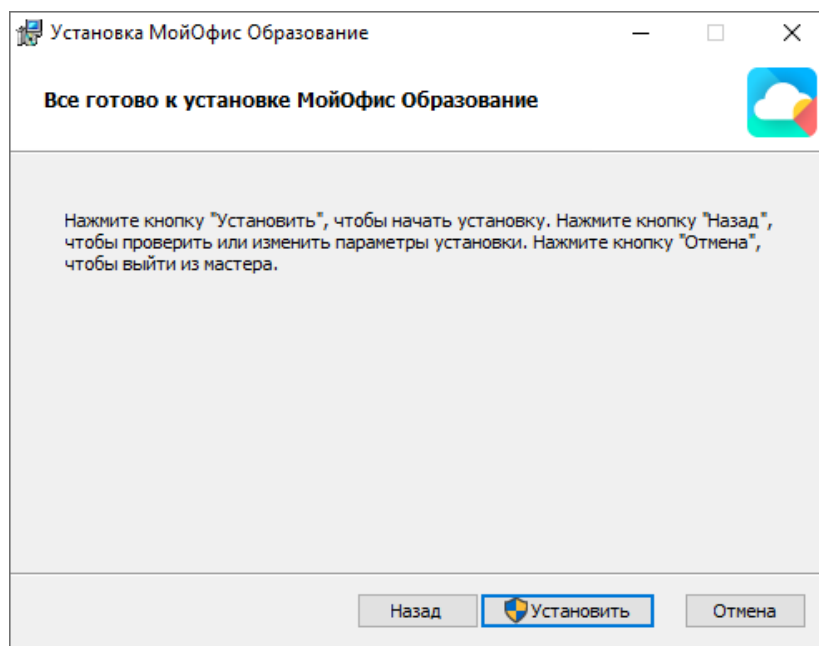 Установка МойОфис Образование
Все готово к установке МойОфис Образование
Нажмите кнопку "Установить", чтобы начать установку. Нажмите кнопку "Назад",
чтобы проверить или изменить параметры установки. Нажмите кнопку "Отмена",
чтобы выйти из мастера.
Назад Установить Отмена